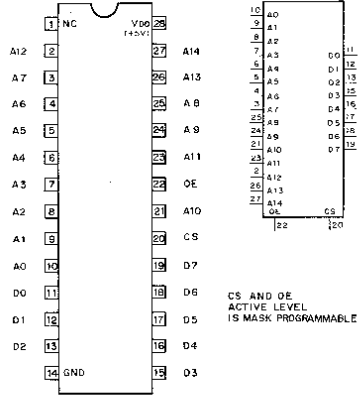 1 NC VDD 28
(+5V)
A12 2 27 A14
A7 3 26 A13
A6 4 25 A8
A5 5 24 A9
A4 6 23 A11
A3 7 22 OE
A2 8 21 A10
A1 9 20 CS
A0 10 19 D7
D0 11 18 D6
D1 12 17 D5
D2 13 16 D4
14 GND 15 D3
10 A0
9 A1
8 A2
7 A3 D0 11
6 A4 D1 12
5 A5 D2 13
4 A6 D3 15
3 A7 D4 16
25 A8 D5 17
24 A9 D6 18
21 A10 D7 19
23 A11
2 A12
26 A13
27 A14
OE CS
22 20
CS AND OE
ACTIVE LEVEL
IS MASK PROGRAMMABLE